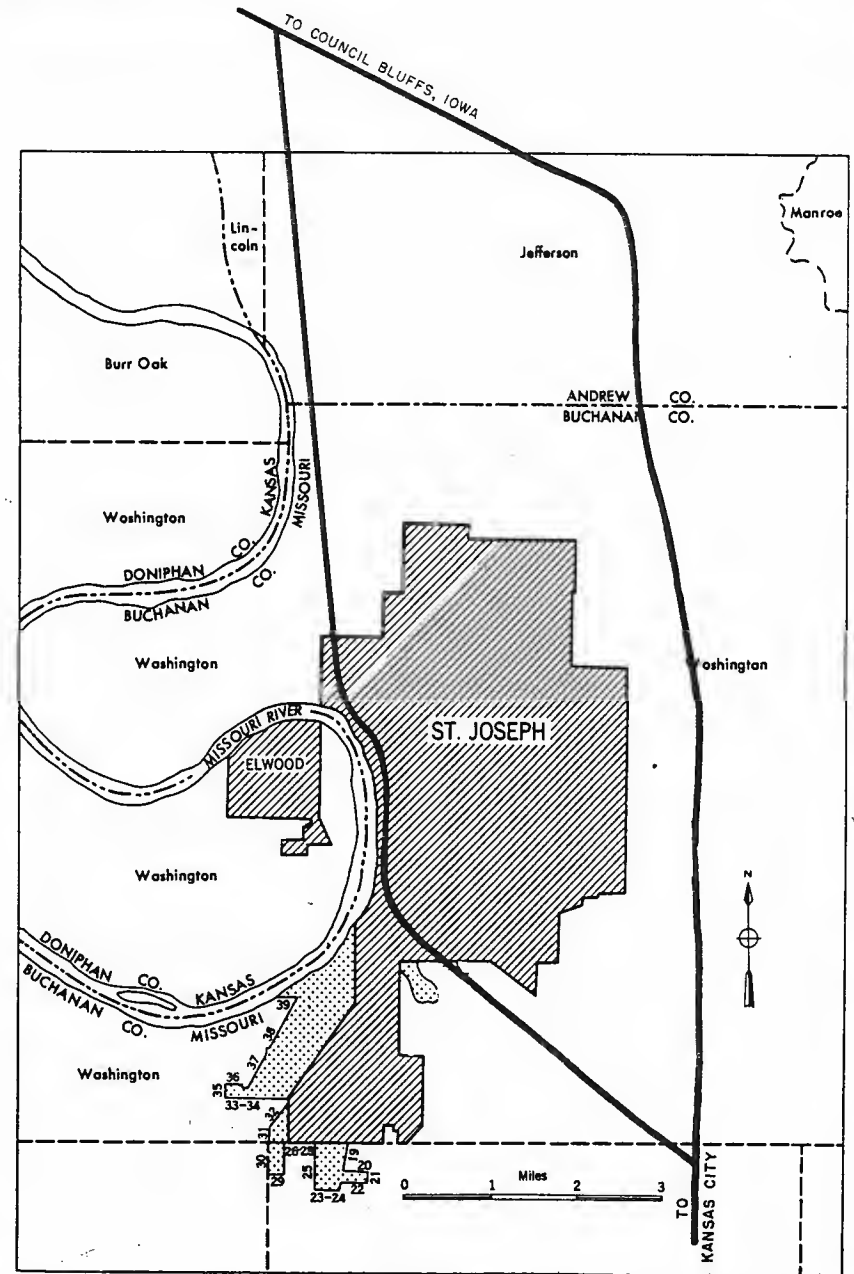 TO COUNCIL BLUFFS, IOWA
Lin-
coln
Jefferson
Manroe
Burr Oak
ANDREW CO.
BUCHANAN CO.
KANSAS
MISSOURI
Woshington
DONIPHAN CO.
BUCHANAN CO.
Washington
oshington
MISSOURI RIVER
ST. JOSEPH
ELWOOD
Washington
N
DONIPHAN CO.
BUCHANAN CO.
KANSAS
MISSOURI
39
38
37
36
35
33-34
Washington
32
31
30
29
26-28
25
23-24
19
20
21
22
Miles
0 1 2 3
TO
KANSAS CITY